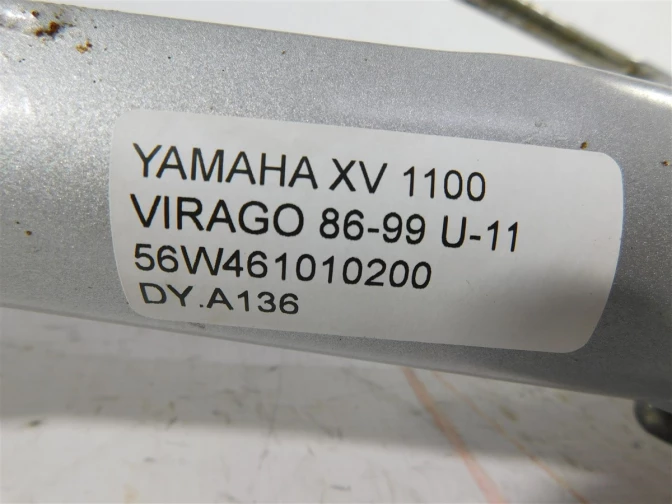 YAMAHA XV 1100
VIRAGO 86-99 U-11
56W461010200
DY.A136